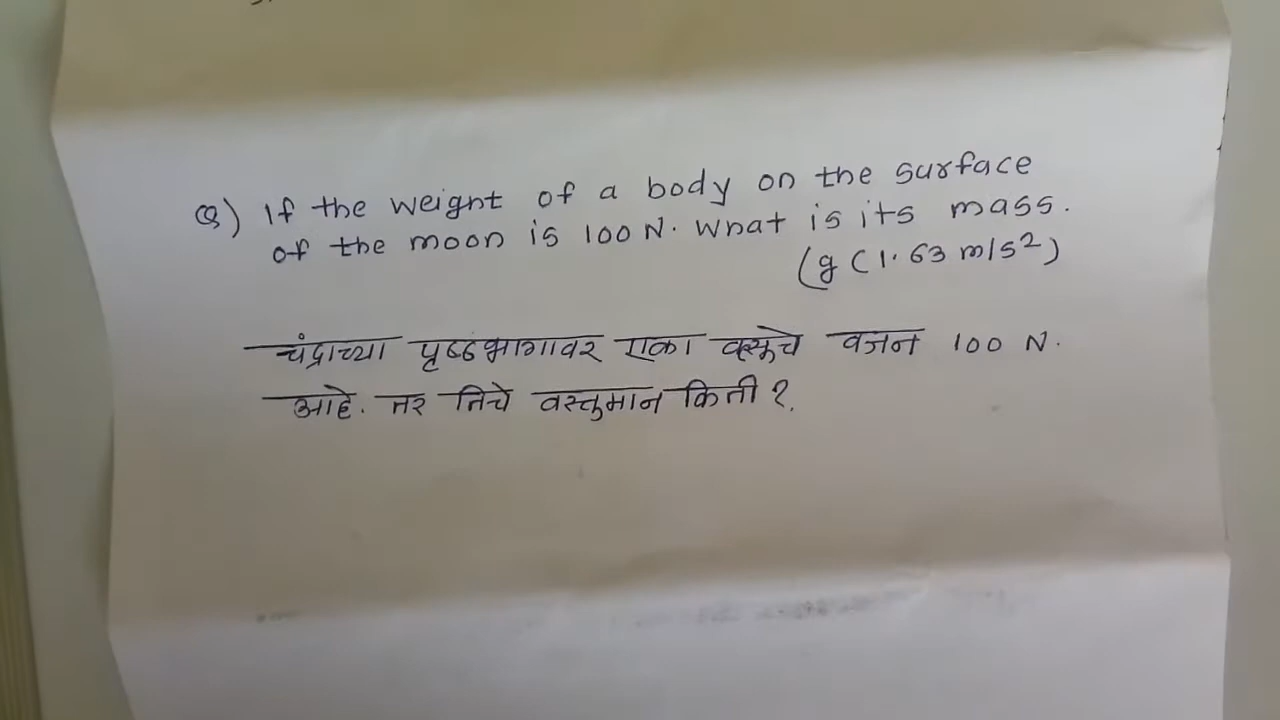 Q) If the weight of a body on the surface
of the moon is 100 N. What is its mass.
(g (1.63 m/s²)
चंद्राच्या पृष्ठभागावर एका वस्तूचे वजन 100 N.
आहे. तर तिचे वस्तुमान किती ?.